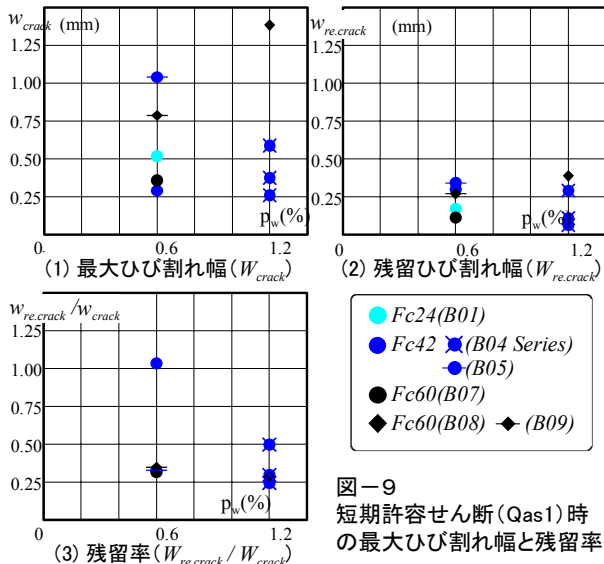 w_crack (mm)
1.25
1.00
0.75
0.50
0.25
0. 0.6 1.2
p_w(%)
(1) 最大ひび割れ幅(W_crack)
w_re.crack (mm)
1.25
1.00
0.75
0.50
0.25
0 0.6 1.2
p_w(%)
(2) 残留ひび割れ幅(W_re.crack)
w_re.crack /w_crack
1.25
1.00
0.75
0.50
0.25
0 0.6 1.2
p_w(%)
(3) 残留率(W_re.crack / W_crack)
Fc24(B01)
Fc42 (B04 Series)
(B05)
Fc60(B07)
Fc60(B08) (B09)
図－9
短期許容せん断(Qas1)時
の最大ひび割れ幅と残留率